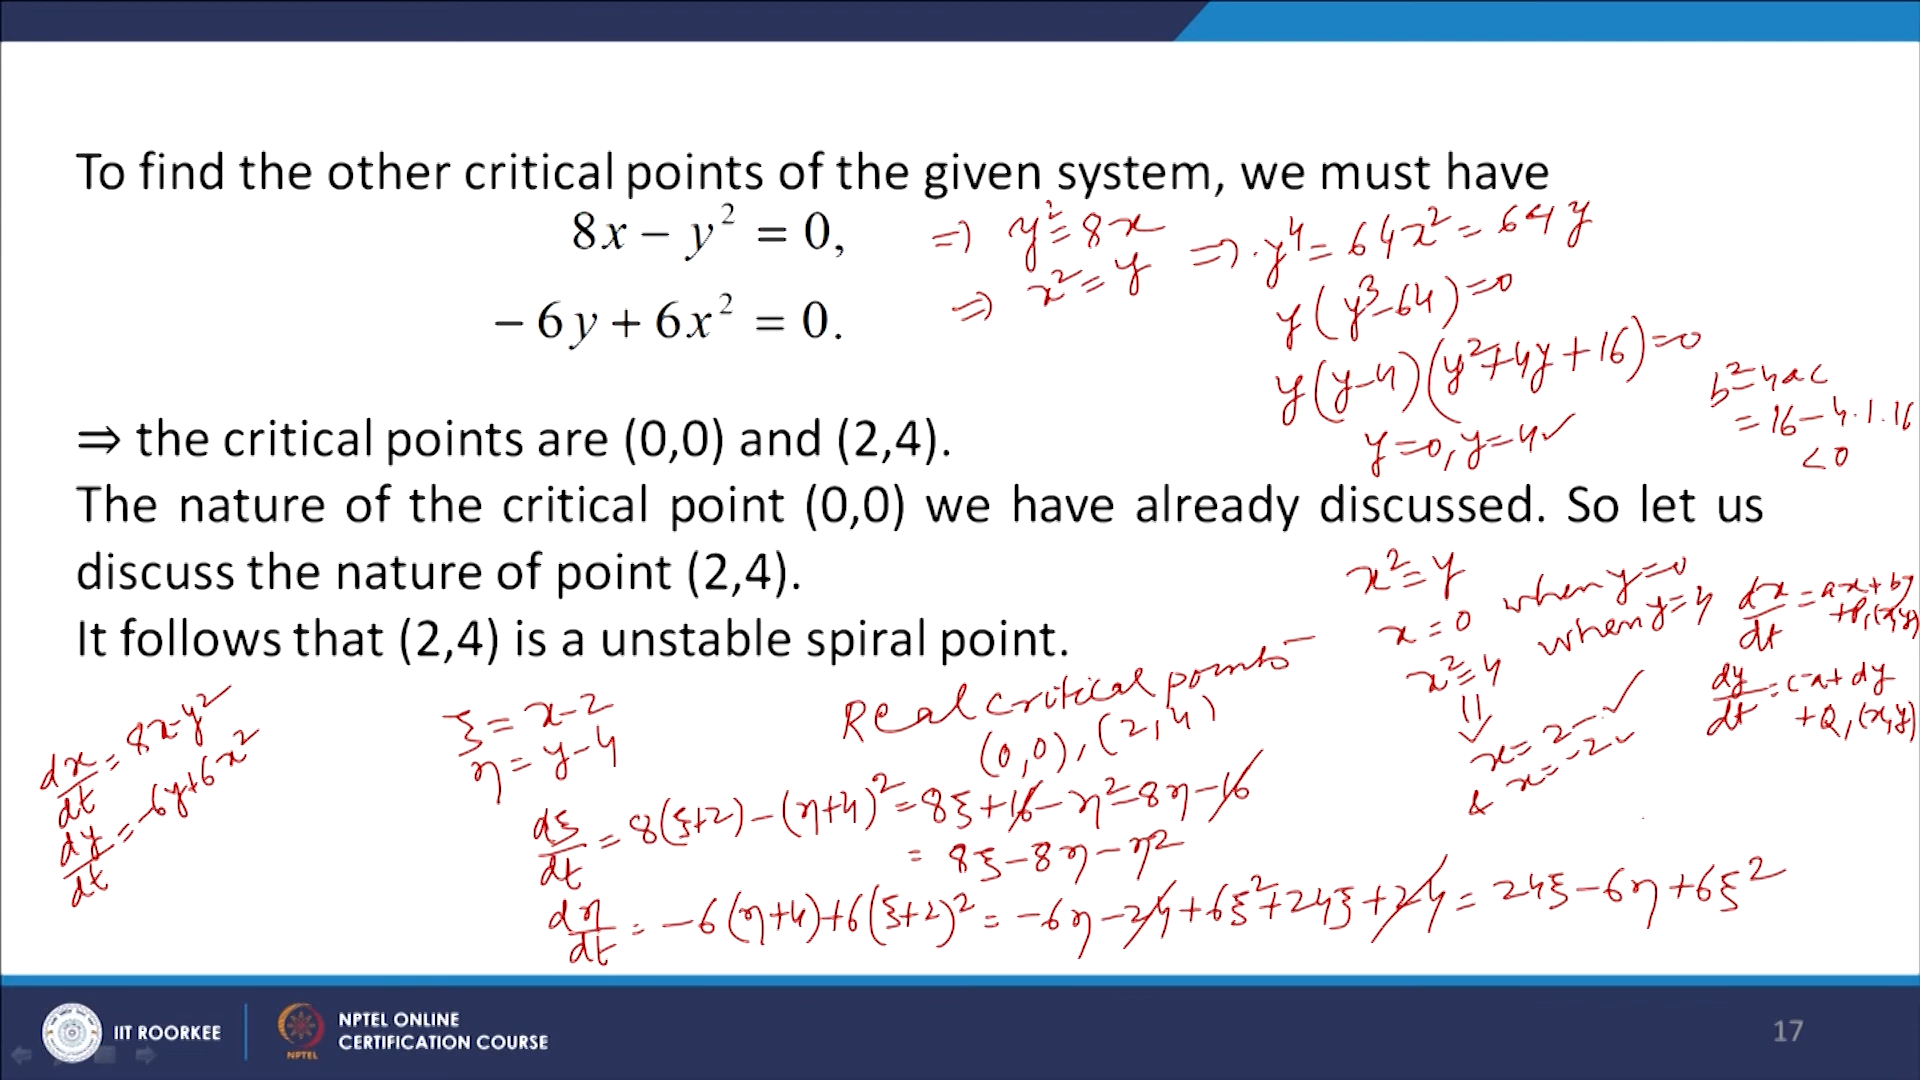 To find the other critical points of the given system, we must have
8x − y² = 0,
⇒ y² = 8x
⇒ y⁴ = 64x² = 64y
− 6y + 6x² = 0.
⇒ x² = y
y(y³−64)=0
y(y−4)(y²+4y+16)=0
y=0, y=4✓
b²−4ac
= 16−4·1·16
<0
⇒ the critical points are (0,0) and (2,4).
The nature of the critical point (0,0) we have already discussed. So let us
discuss the nature of point (2,4).
It follows that (2,4) is a unstable spiral point.
x²=y
x=0 when y=0
x²=4 when y=4
⇓
x=2 ✓
& x=−2 ✓
dx/dt = ax+by
+P₁(x,y)
dy/dt = cx+dy
+Q₁(x,y)
Real critical points
(0,0), (2,4)
dx/dt = 8x−y²
dy/dt = −6y+6x²
ξ = x−2
η = y−4
dξ/dt = 8(ξ+2)−(η+4)² = 8ξ+16−η²−8η−16
= 8ξ−8η−η²
dη/dt = −6(η+4)+6(ξ+2)² = −6η−24+6ξ²+24ξ+24 = 24ξ−6η+6ξ²
IIT ROORKEE
NPTEL
NPTEL ONLINE
CERTIFICATION COURSE
17